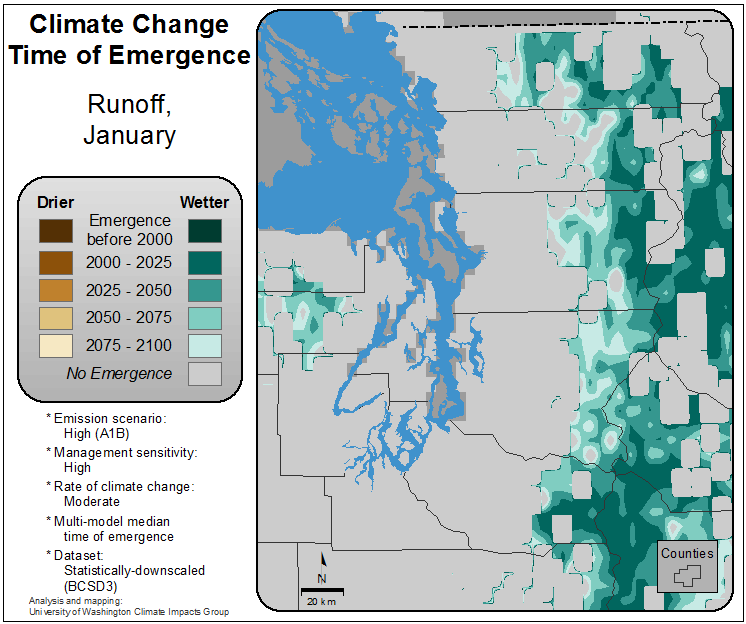 Climate Change
Time of Emergence
Runoff,
January
Drier Wetter
Emergence
before 2000
2000 - 2025
2025 - 2050
2050 - 2075
2075 - 2100
No Emergence
* Emission scenario:
High (A1B)
* Management sensitivity:
High
* Rate of climate change:
Moderate
* Multi-model median
time of emergence
* Dataset:
Statistically-downscaled
(BCSD3)
Analysis and mapping:
University of Washington Climate Impacts Group
N
20 km
Counties